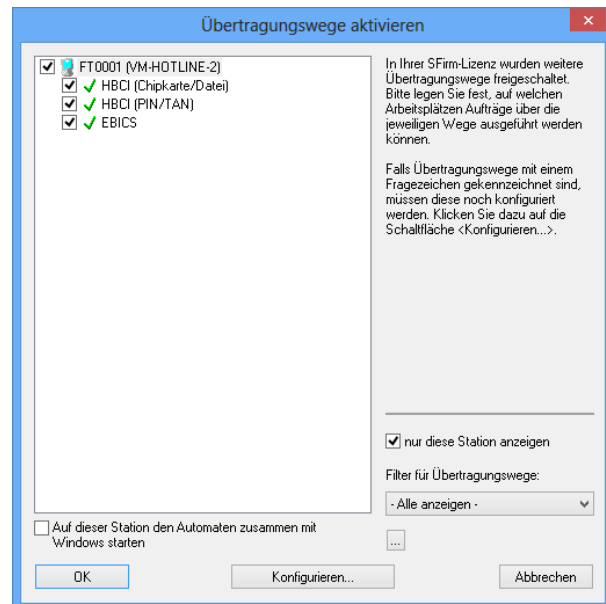 Übertragungswege aktivieren
FT0001 (VM-HOTLINE-2)
HBCI (Chipkarte/Datei)
HBCI (PIN/TAN)
EBICS
In Ihrer SFirm-Lizenz wurden weitere
Übertragungswege freigeschaltet.
Bitte legen Sie fest, auf welchen
Arbeitsplätzen Aufträge über die
jeweiligen Wege ausgeführt werden
können.
Falls Übertragungswege mit einem
Fragezeichen gekennzeichnet sind,
müssen diese noch konfiguriert
werden. Klicken Sie dazu auf die
Schaltfläche <Konfigurieren...>.
nur diese Station anzeigen
Filter für Übertragungswege:
- Alle anzeigen -
...
Auf dieser Station den Automaten zusammen mit
Windows starten
OK
Konfigurieren...
Abbrechen